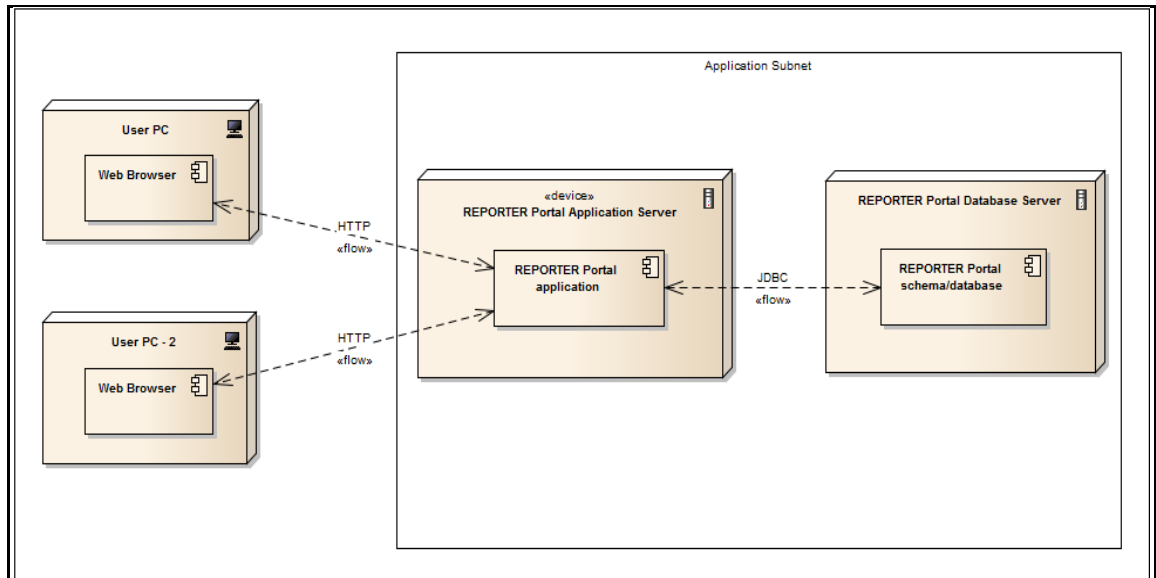 Application Subnet
User PC
Web Browser
HTTP
«flow»
User PC - 2
Web Browser
HTTP
«flow»
«device»
REPORTER Portal Application Server
REPORTER Portal
application
JDBC
«flow»
REPORTER Portal Database Server
REPORTER Portal
schema/database